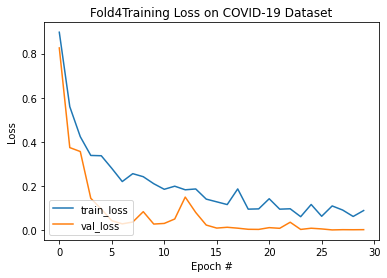 Fold4Training Loss on COVID-19 Dataset
Loss
0.8
0.6
0.4
0.2
0.0
train_loss
val_loss
0 5 10 15 20 25 30
Epoch #